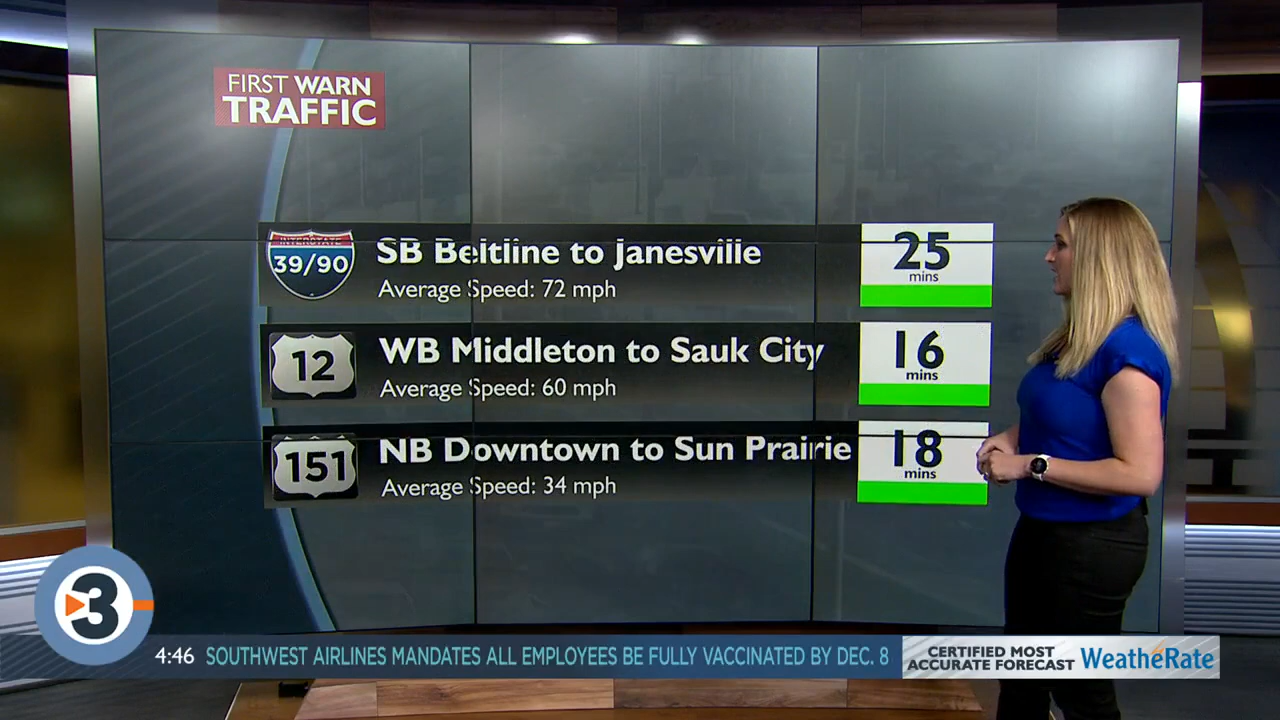 FIRST WARN
TRAFFIC
INTERSTATE
39/90
SB Beltline to Janesville
Average Speed: 72 mph
25
mins
12
WB Middleton to Sauk City
Average Speed: 60 mph
16
mins
151
NB Downtown to Sun Prairie
Average Speed: 34 mph
18
mins
3
4:46 SOUTHWEST AIRLINES MANDATES ALL EMPLOYEES BE FULLY VACCINATED BY DEC. 8
CERTIFIED MOST
ACCURATE FORECAST
WeatheRate